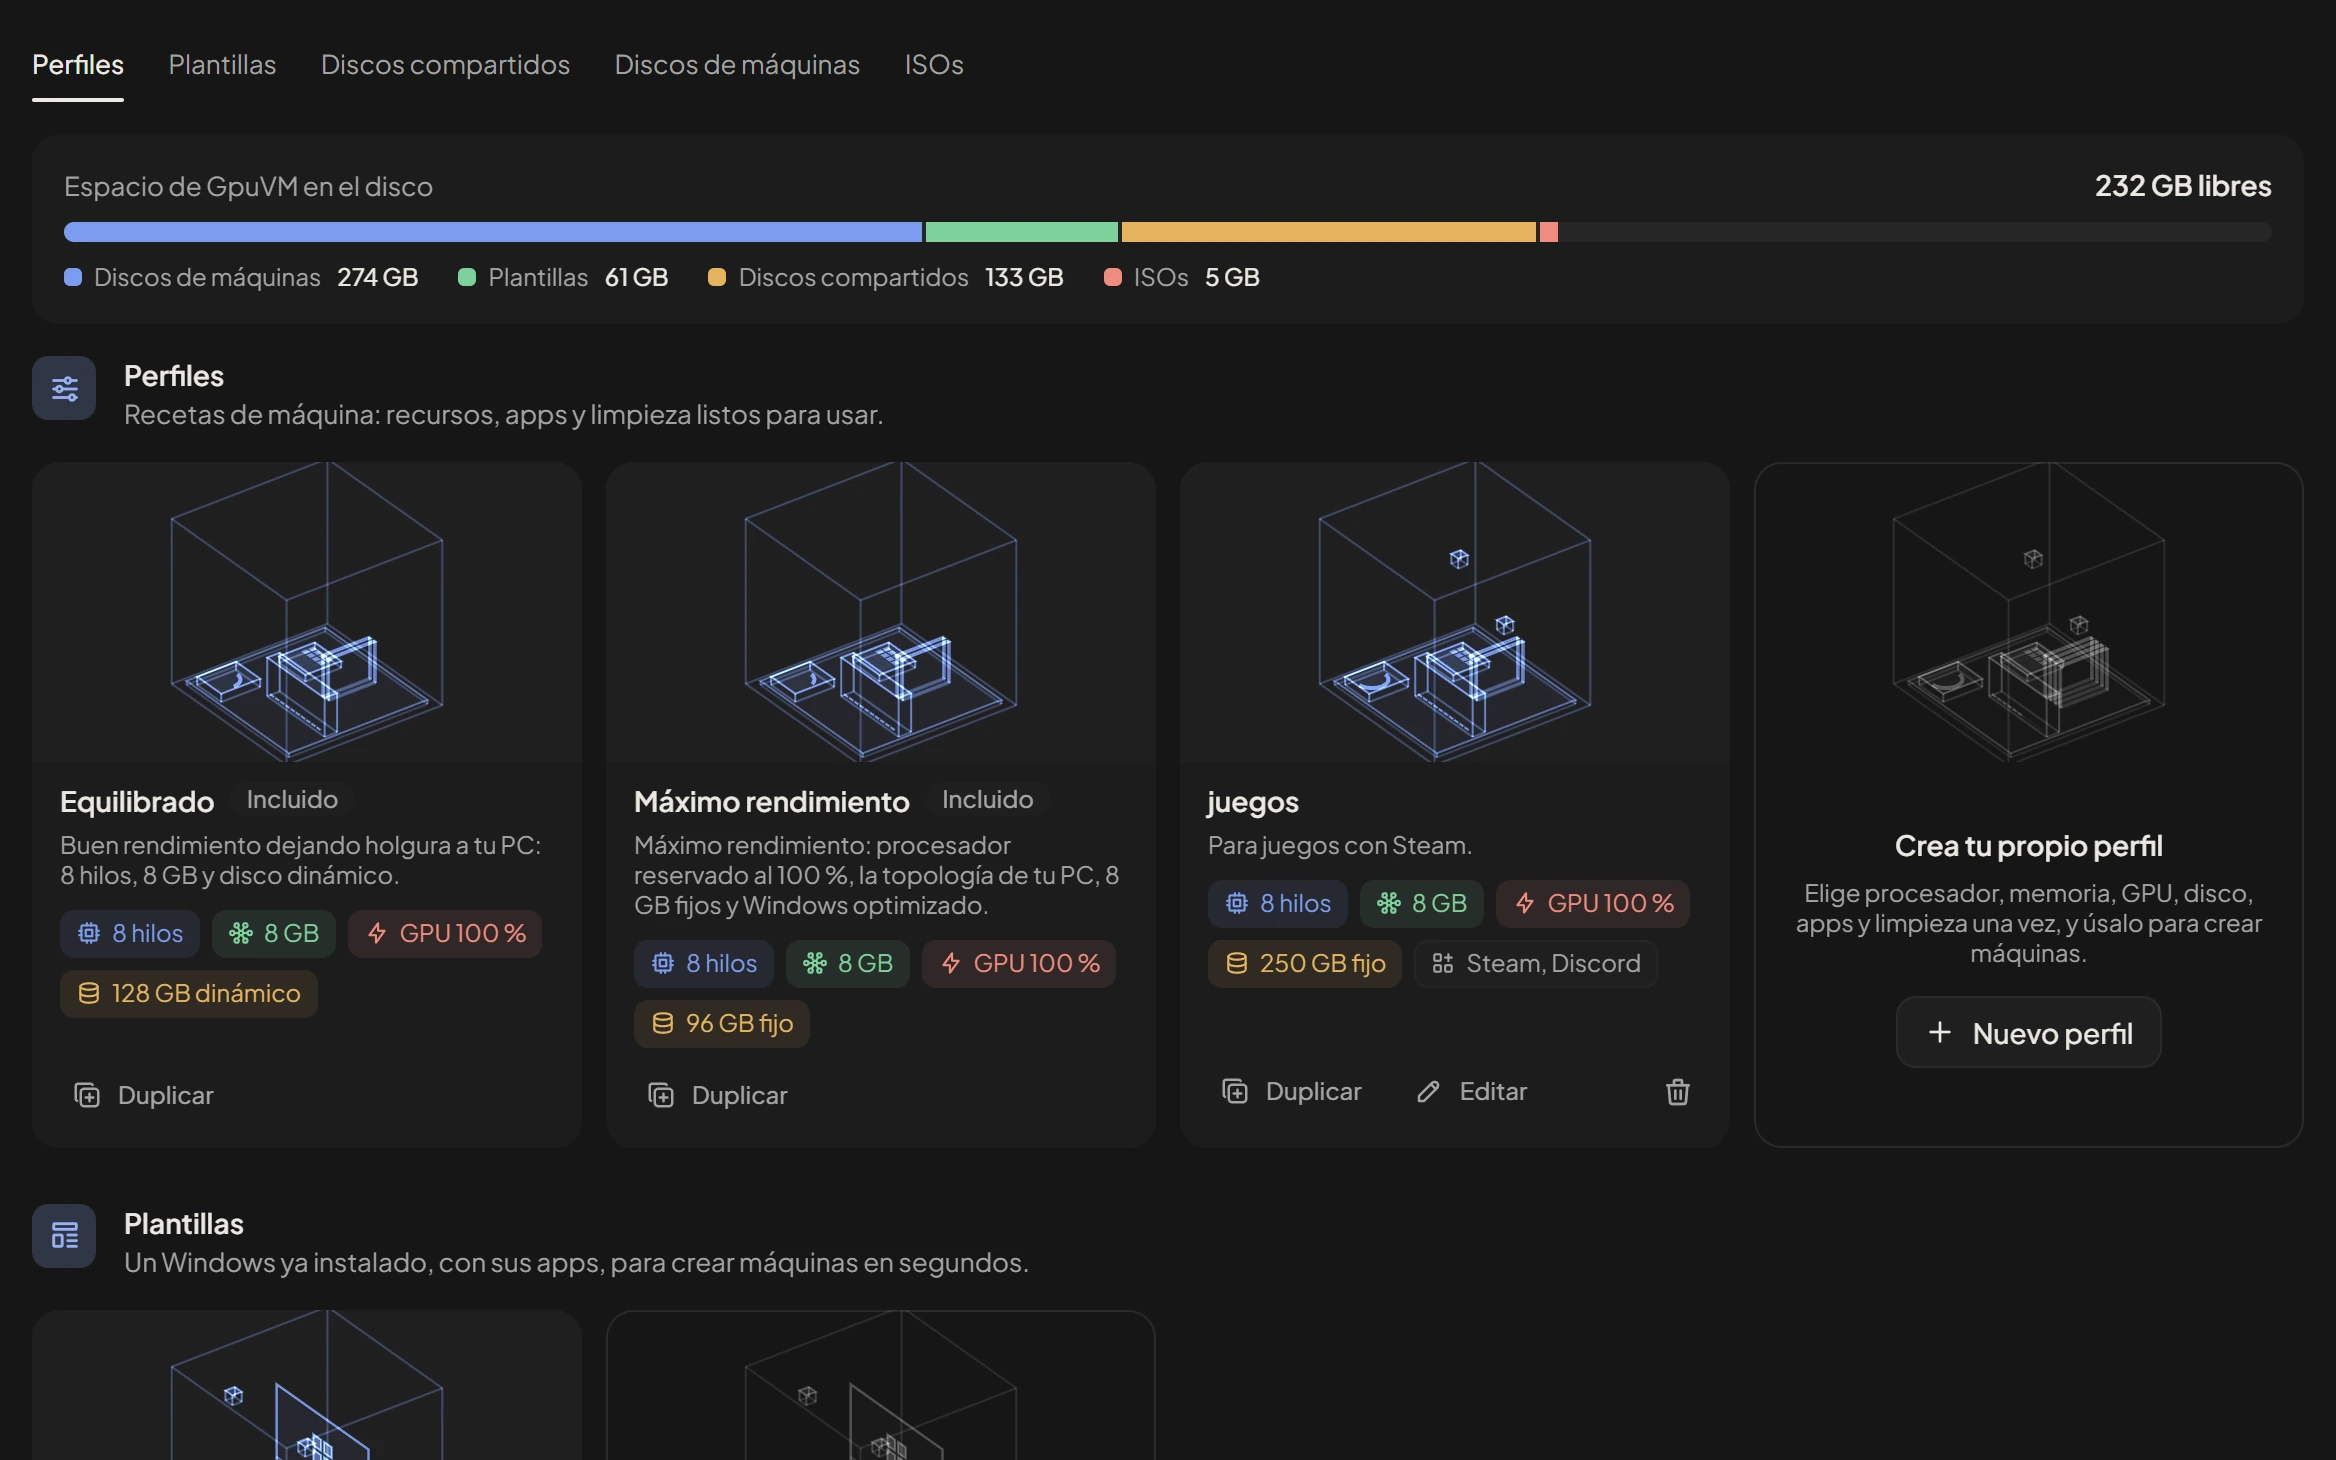 Perfiles
Plantillas
Discos compartidos
Discos de máquinas
ISOs
Espacio de GpuVM en el disco
232 GB libres
Discos de máquinas 274 GB
Plantillas 61 GB
Discos compartidos 133 GB
ISOs 5 GB
Perfiles
Recetas de máquina: recursos, apps y limpieza listos para usar.
Equilibrado Incluido
Buen rendimiento dejando holgura a tu PC:
8 hilos, 8 GB y disco dinámico.
8 hilos
8 GB
GPU 100 %
128 GB dinámico
Duplicar
Máximo rendimiento Incluido
Máximo rendimiento: procesador
reservado al 100 %, la topología de tu PC, 8
GB fijos y Windows optimizado.
8 hilos
8 GB
GPU 100 %
96 GB fijo
Duplicar
juegos
Para juegos con Steam.
8 hilos
8 GB
GPU 100 %
250 GB fijo
Steam, Discord
Duplicar
Editar
Crea tu propio perfil
Elige procesador, memoria, GPU, disco,
apps y limpieza una vez, y úsalo para crear
máquinas.
Nuevo perfil
Plantillas
Un Windows ya instalado, con sus apps, para crear máquinas en segundos.